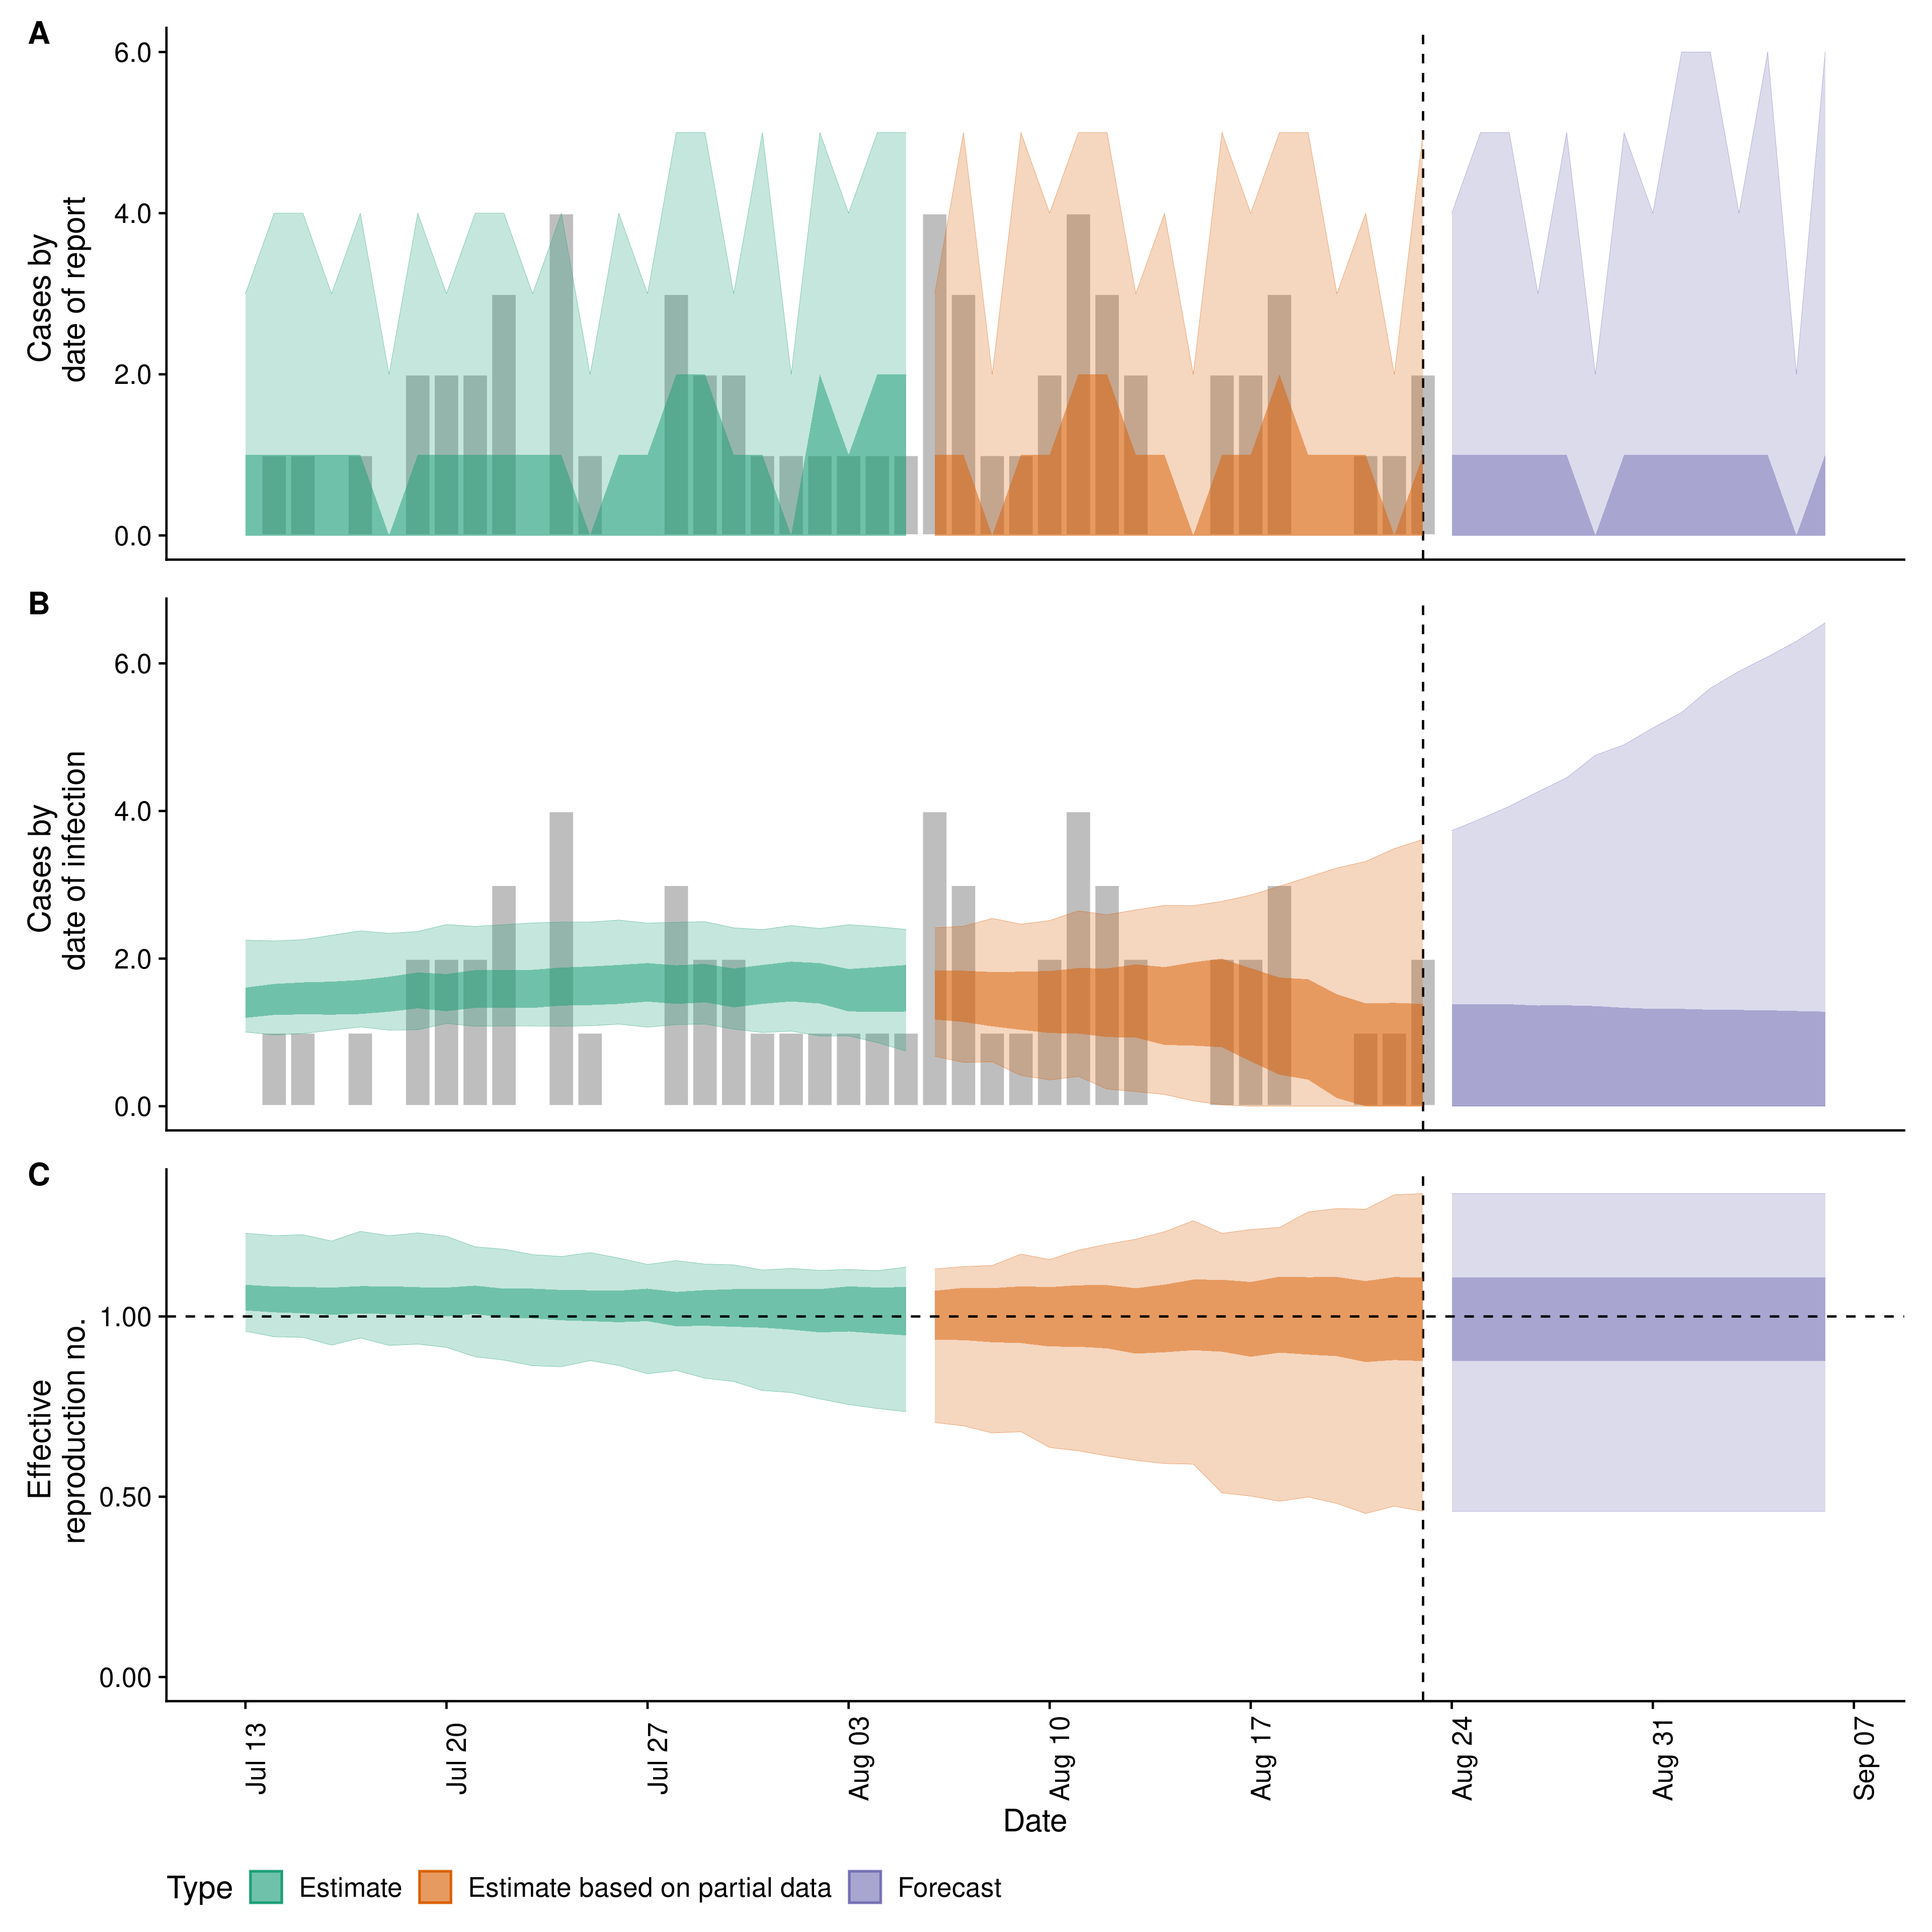 A
6.0
4.0
2.0
0.0
Cases by
date of report
B
6.0
4.0
2.0
0.0
Cases by
date of infection
C
1.00
0.50
0.00
Effective
reproduction no.
Jul 13
Jul 20
Jul 27
Aug 03
Aug 10
Aug 17
Aug 24
Aug 31
Sep 07
Date
Type Estimate Estimate based on partial data Forecast